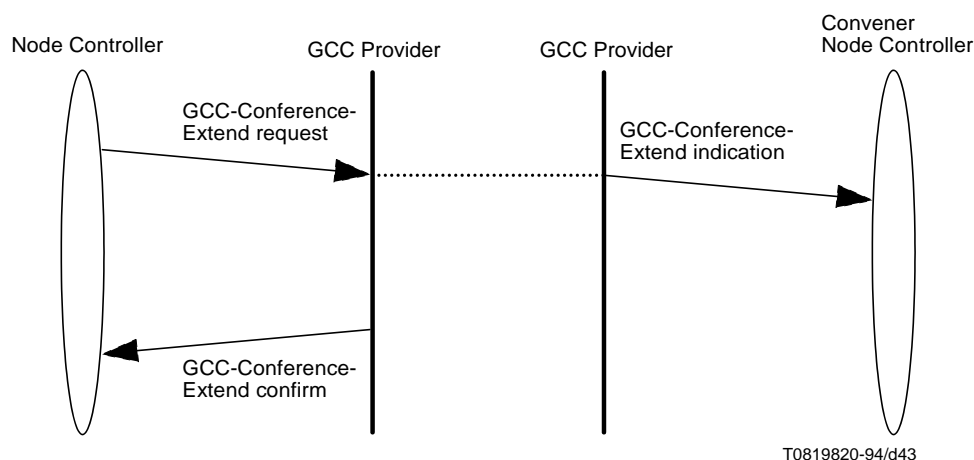 Convener
Node Controller
GCC Provider
GCC Provider
Node Controller
GCC-Conference-
Extend request
GCC-Conference-
Extend indication
GCC-Conference-
Extend confirm
T0819820-94/d43